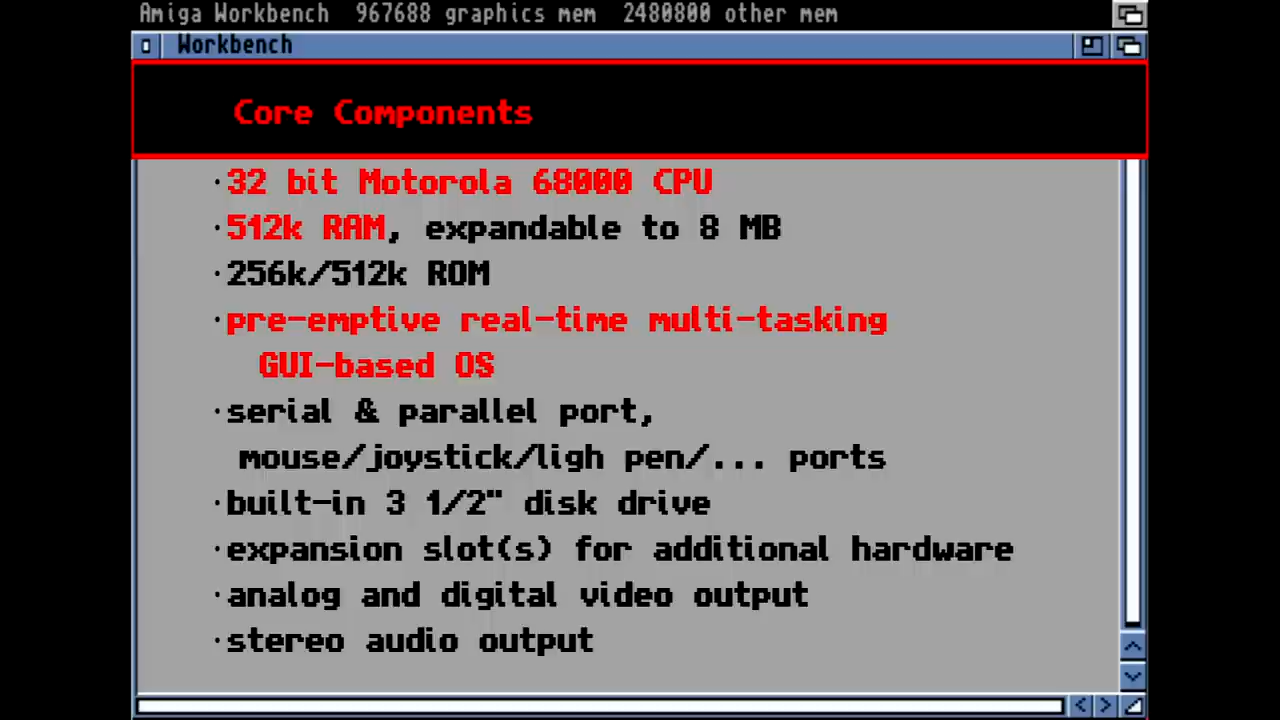 Amiga Workbench 967688 graphics mem 2480800 other mem
Workbench
Core Components
·32 bit Motorola 68000 CPU
·512k RAM, expandable to 8 MB
·256k/512k ROM
·pre-emptive real-time multi-tasking
GUI-based OS
·serial & parallel port,
mouse/joystick/ligh pen/... ports
·built-in 3 1/2" disk drive
·expansion slot(s) for additional hardware
·analog and digital video output
·stereo audio output